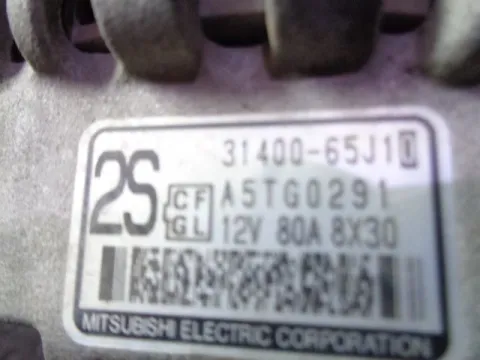 31400-65J10
2S
CF
GL
A5TG0291
12V 80A 8X30
MITSUBISHI ELECTRIC CORPORATION